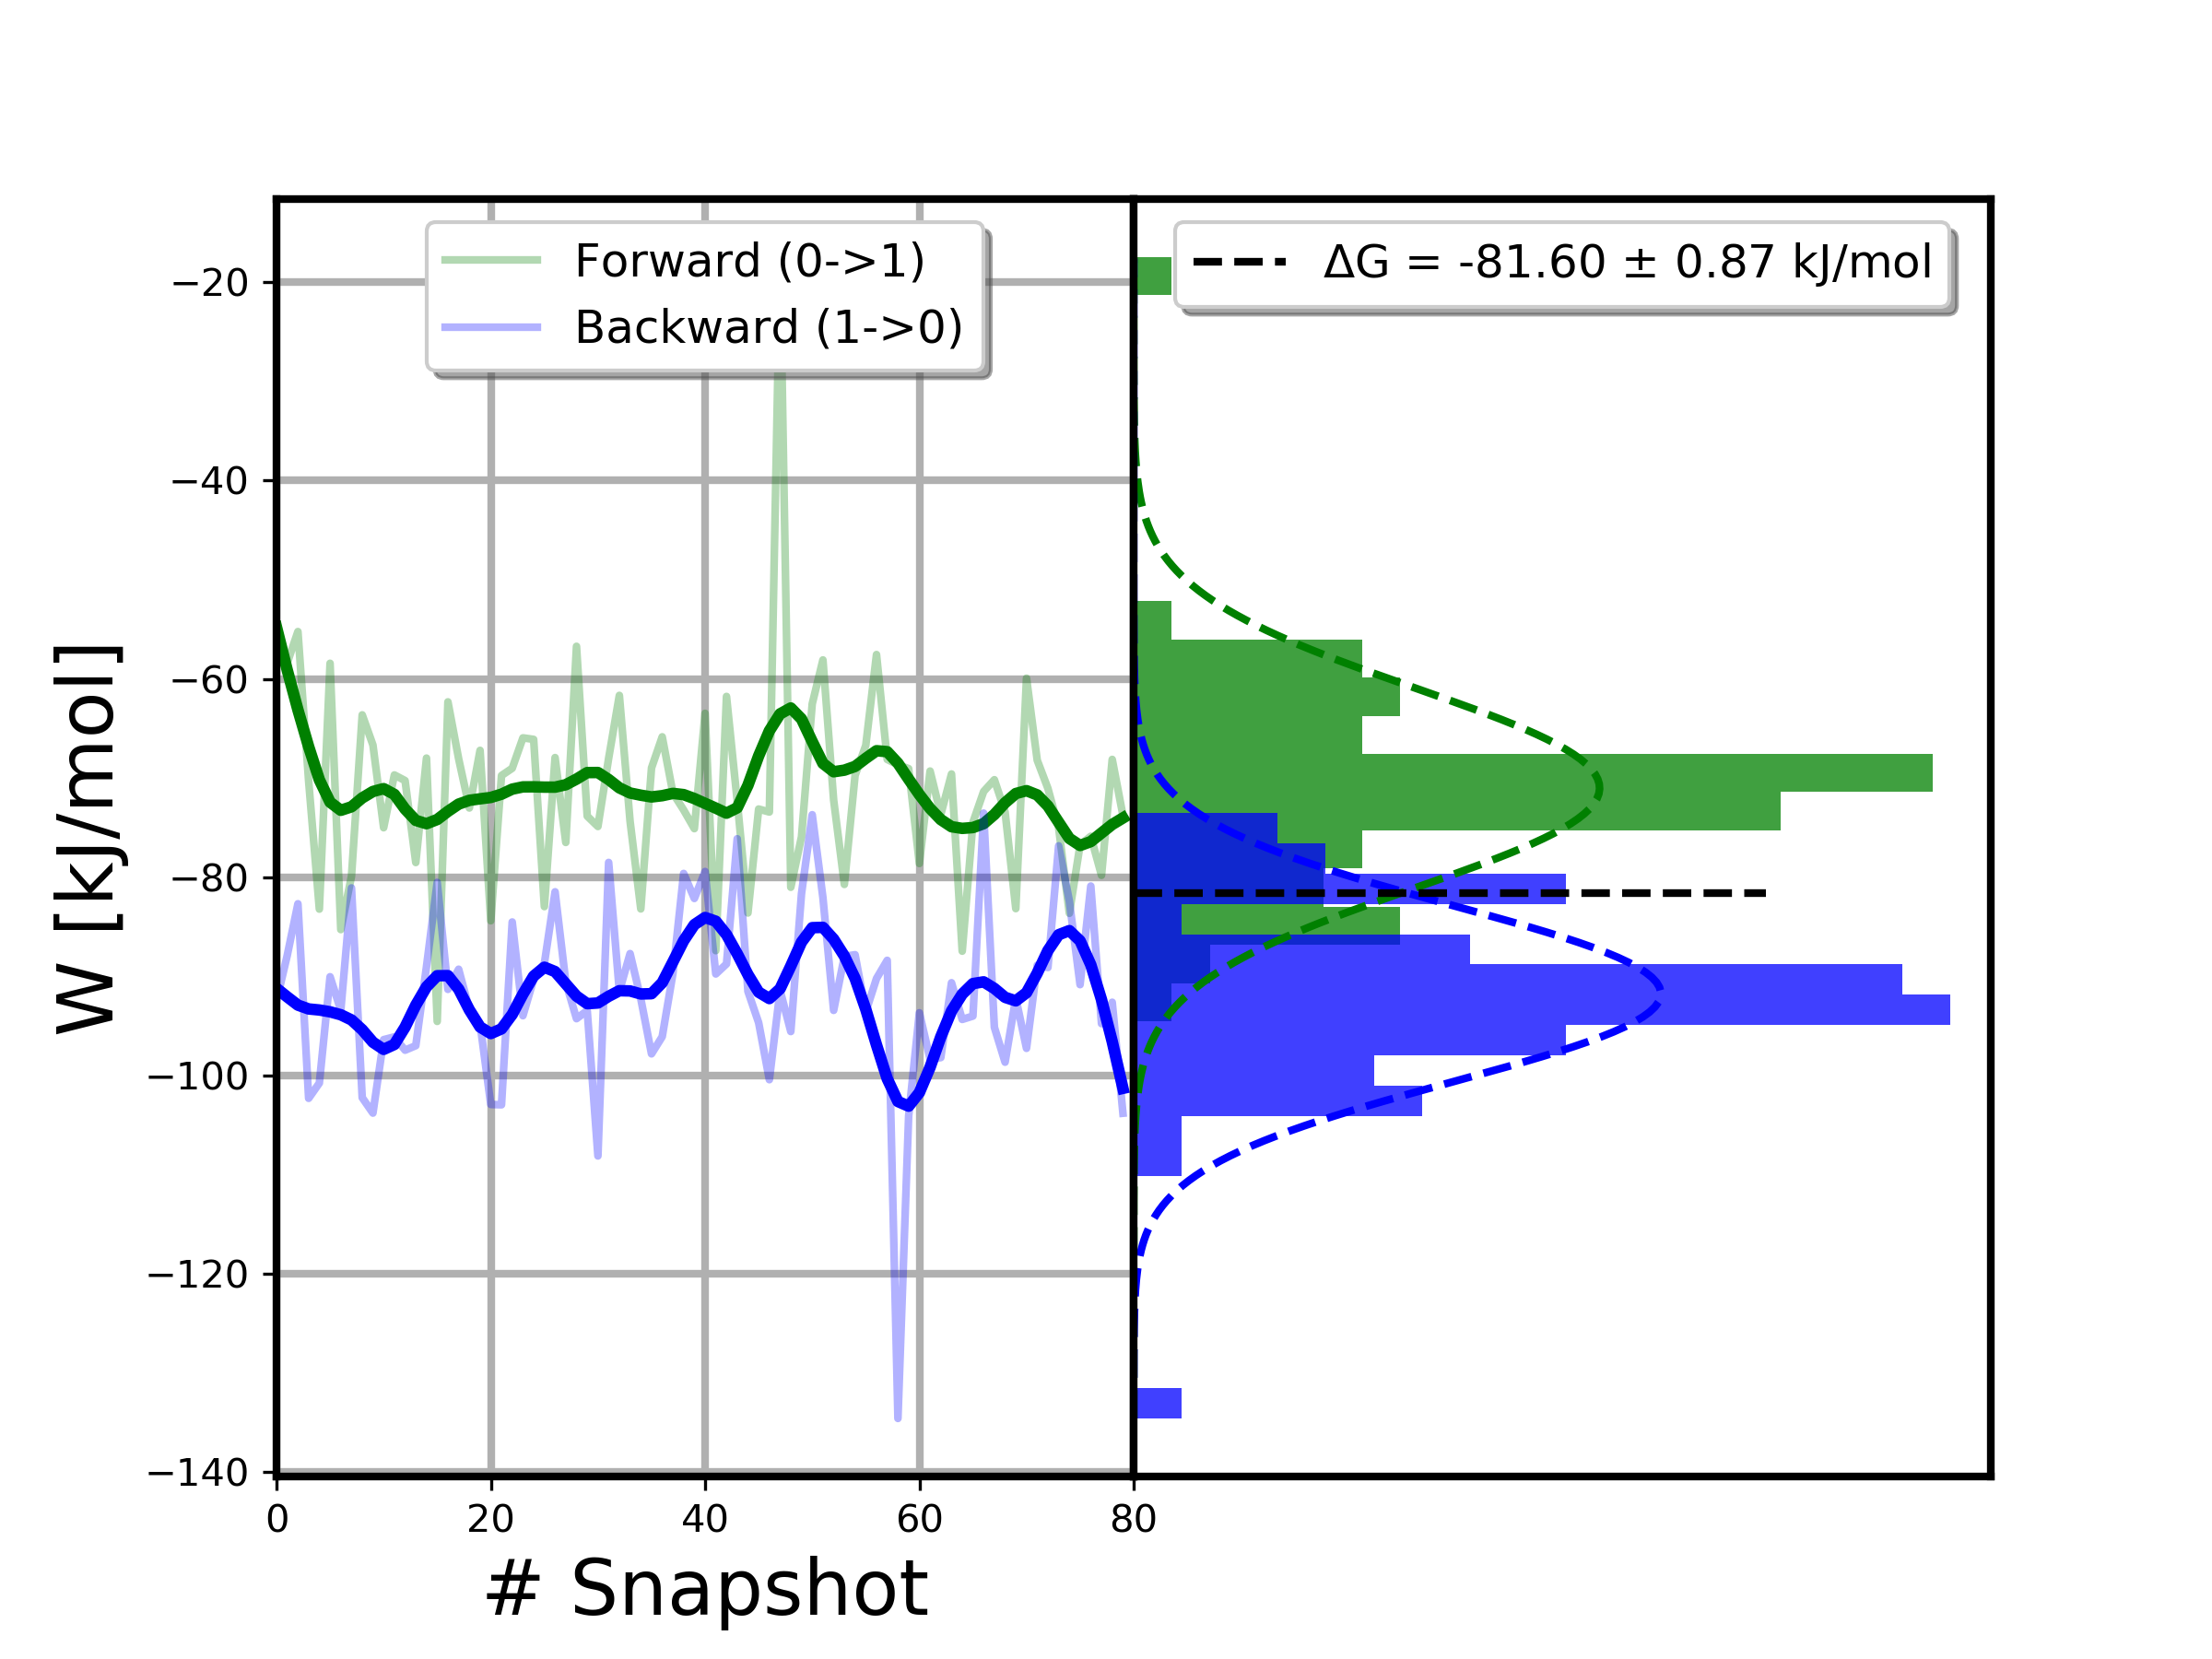 Forward (0->1)
Backward (1->0)
ΔG = -81.60 ± 0.87 kJ/mol
W [kJ/mol]
−20
−40
−60
−80
−100
−120
−140
0 20 40 60 80
# Snapshot